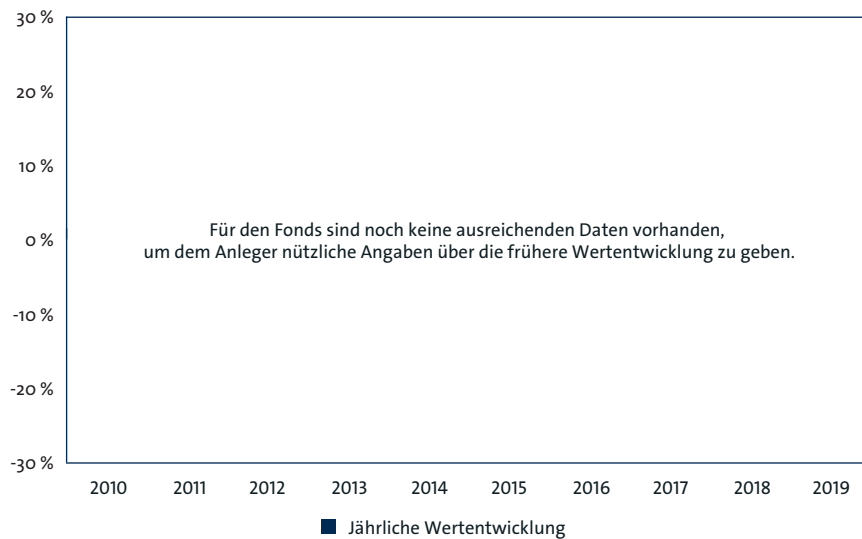 30 %
20 %
10 %
0 %
-10 %
-20 %
-30 %
Für den Fonds sind noch keine ausreichenden Daten vorhanden,
um dem Anleger nützliche Angaben über die frühere Wertentwicklung zu geben.
2010 2011 2012 2013 2014 2015 2016 2017 2018 2019
Jährliche Wertentwicklung